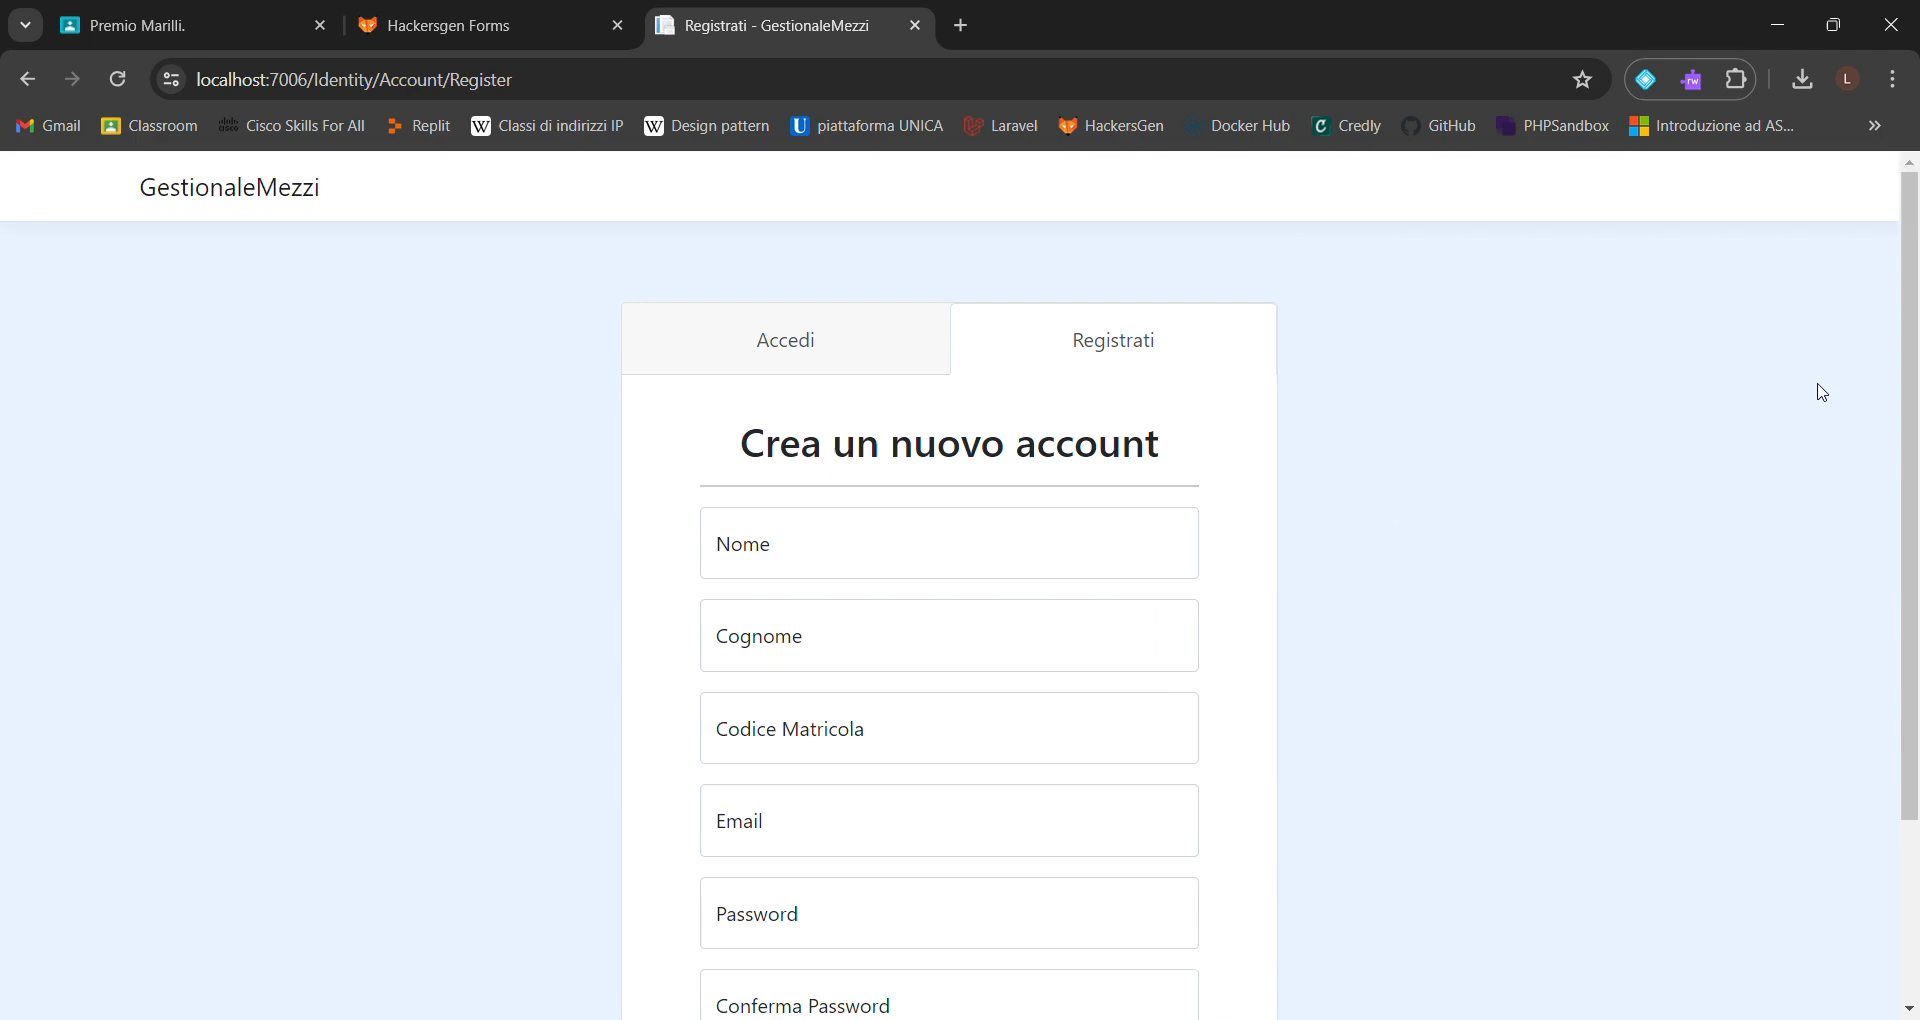 Premio Marilli.
Hackersgen Forms
Registrati - GestionaleMezzi
localhost:7006/Identity/Account/Register
rw
L
Gmail
Classroom
cisco Cisco Skills For All
Replit
W Classi di indirizzi IP
W Design pattern
U piattaforma UNICA
Laravel
HackersGen
Docker Hub
C Credly
GitHub
PHPSandbox
Introduzione ad AS...
GestionaleMezzi
Accedi
Registrati
Crea un nuovo account
Nome
Cognome
Codice Matricola
Email
Password
Conferma Password